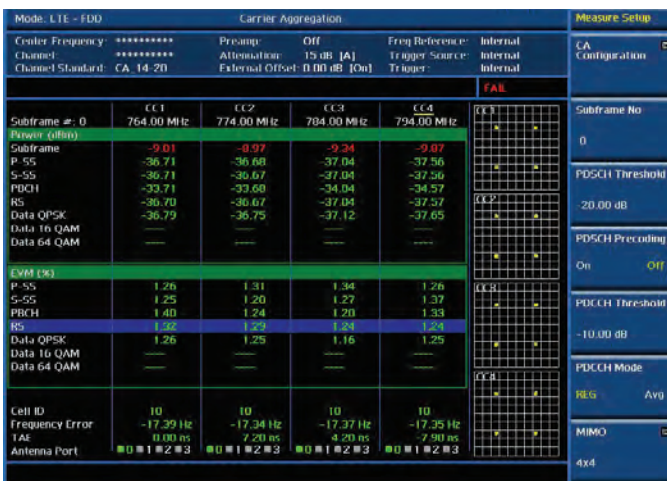 Mode: LTE - FDD Carrier Aggregation Measure Setup
Center Frequency: ********** Preamp: Off Freq Reference: Internal
Channel: ********** Attenuation: 15 dB [A] Trigger Source: Internal
Channel Standard: CA_14-20 External Offset: 0.00 dB [On] Trigger: Internal
CA Configuration
FAIL
CC1 CC2 CC3 CC4
Subframe #: 0 764.00 MHz 774.00 MHz 784.00 MHz 794.00 MHz
Power (dBm)
Subframe -9.01 -8.97 -9.34 -9.87
P-SS -36.71 -36.68 -37.04 -37.56
S-SS -36.71 -36.67 -37.04 -37.56
PBCH -33.71 -33.68 -34.04 -34.57
RS -36.70 -36.67 -37.04 -37.57
Data QPSK -36.79 -36.75 -37.12 -37.65
Data 16 QAM ---- ---- ---- ----
Data 64 QAM ---- ---- ---- ----
EVM (%)
P-SS 1.26 1.31 1.34 1.26
S-SS 1.25 1.20 1.27 1.37
PBCH 1.40 1.24 1.20 1.33
RS 1.32 1.29 1.24 1.24
Data QPSK 1.26 1.25 1.16 1.25
Data 16 QAM ---- ---- ---- ----
Data 64 QAM ---- ---- ---- ----
Cell ID 10 10 10 10
Frequency Error -17.39 Hz -17.34 Hz -17.37 Hz -17.35 Hz
TAE 0.00 ns 7.20 ns 4.20 ns -7.90 ns
Antenna Port 0 1 2 3 0 1 2 3 0 1 2 3 0 1 2 3
CC1
CC2
CC3
CC4
Subframe No
0
PDSCH Threshold
-20.00 dB
PDSCH Precoding
On Off
PDCCH Threshold
-10.00 dB
PDCCH Mode
REG Avg
MIMO
4x4